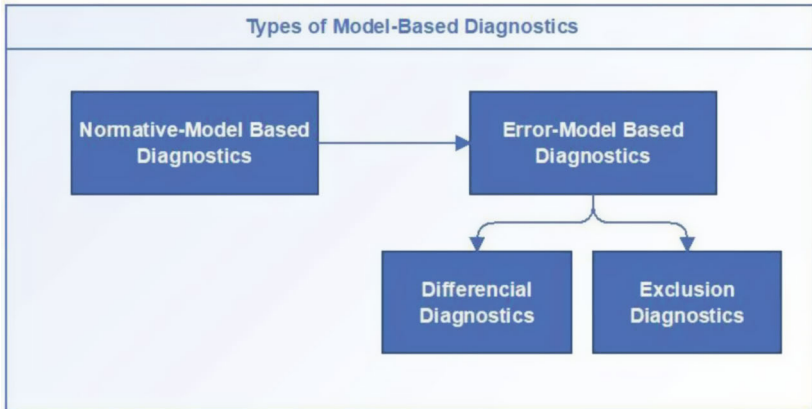 Types of Model-Based Diagnostics
Normative-Model Based
Diagnostics
Error-Model Based
Diagnostics
Differencial
Diagnostics
Exclusion
Diagnostics